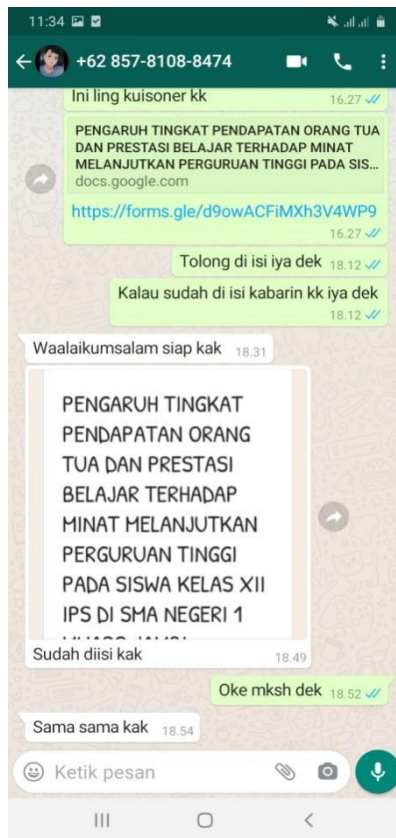 11:34
+62 857-8108-8474
Ini ling kuisoner kk
16.27
PENGARUH TINGKAT PENDAPATAN ORANG TUA
DAN PRESTASI BELAJAR TERHADAP MINAT
MELANJUTKAN PERGURUAN TINGGI PADA SIS...
docs.google.com
https://forms.gle/d9owACFiMXh3V4WP9
16.27
Tolong di isi iya dek 18.12
Kalau sudah di isi kabarin kk iya dek
18.12
Waalaikumsalam siap kak 18.31
PENGARUH TINGKAT
PENDAPATAN ORANG
TUA DAN PRESTASI
BELAJAR TERHADAP
MINAT MELANJUTKAN
PERGURUAN TINGGI
PADA SISWA KELAS XII
IPS DI SMA NEGERI 1
Sudah diisi kak 18.49
Oke mksh dek 18.52
Sama sama kak 18.54
Ketik pesan